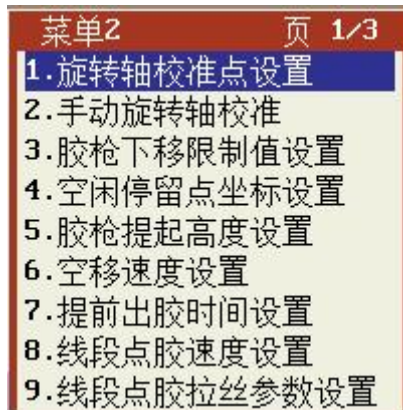 菜单2 页 1/3
1.旋转轴校准点设置
2.手动旋转轴校准
3.胶枪下移限制值设置
4.空闲停留点坐标设置
5.胶枪提起高度设置
6.空移速度设置
7.提前出胶时间设置
8.线段点胶速度设置
9.线段点胶拉丝参数设置